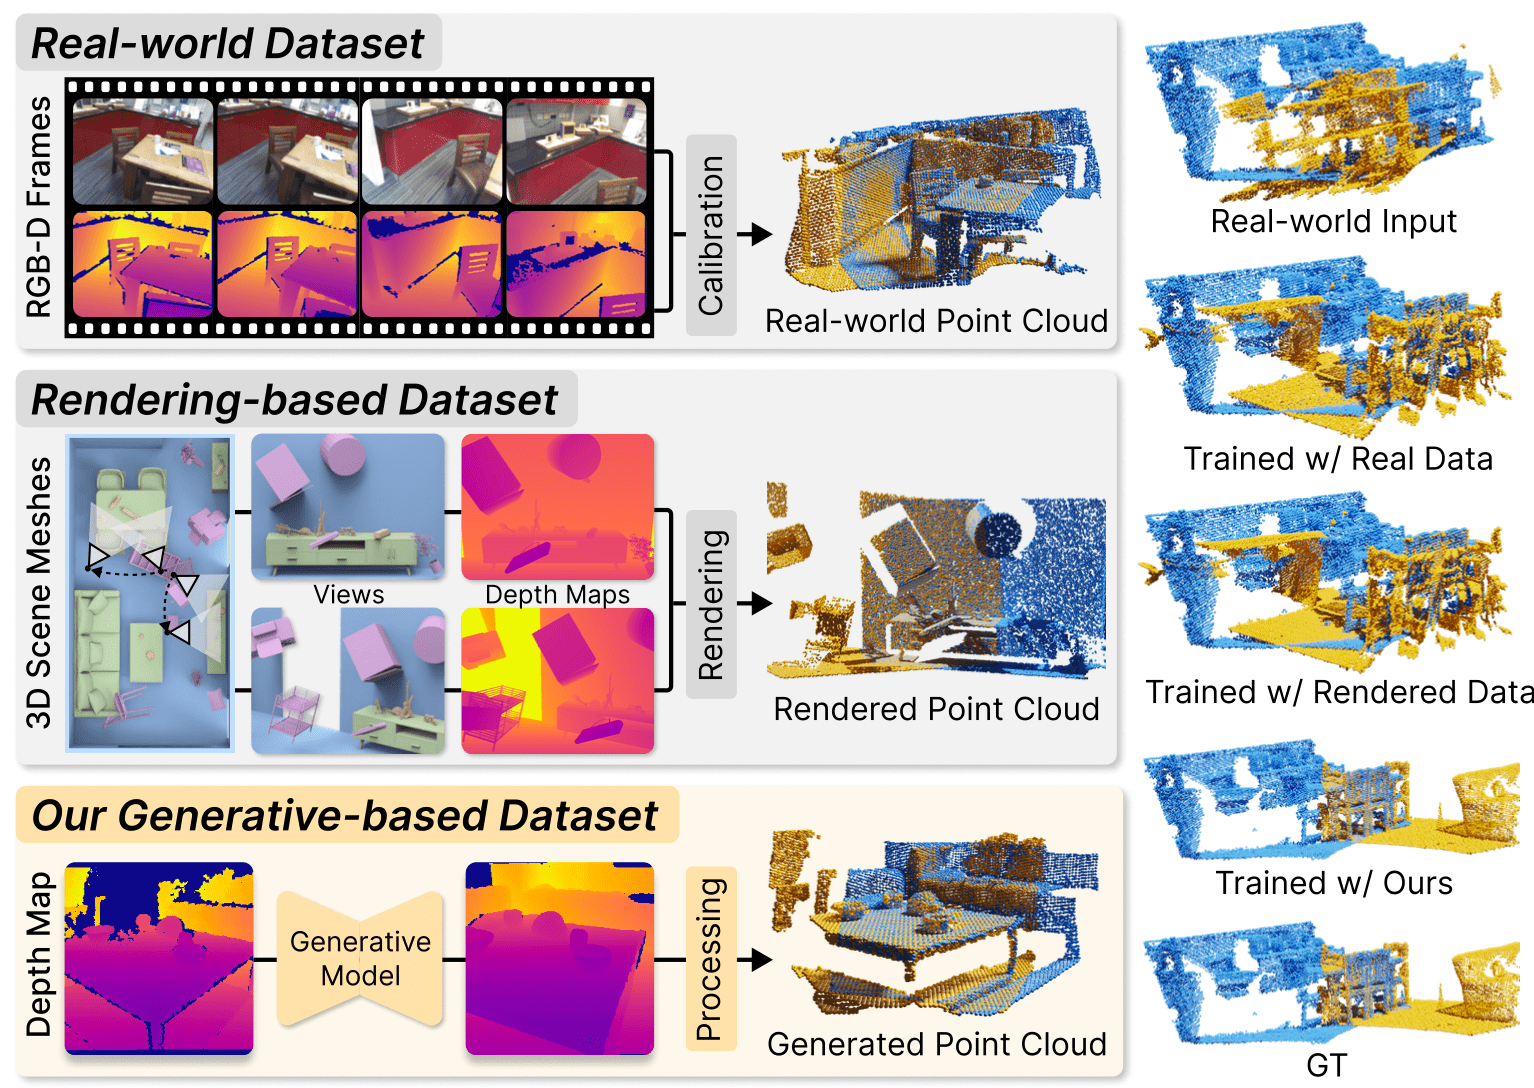 Real-world Dataset
RGB-D Frames
Calibration
Real-world Point Cloud
Rendering-based Dataset
3D Scene Meshes
Views
Depth Maps
Rendering
Rendered Point Cloud
Our Generative-based Dataset
Depth Map
Generative
Model
Processing
Generated Point Cloud
Real-world Input
Trained w/ Real Data
Trained w/ Rendered Data
Trained w/ Ours
GT